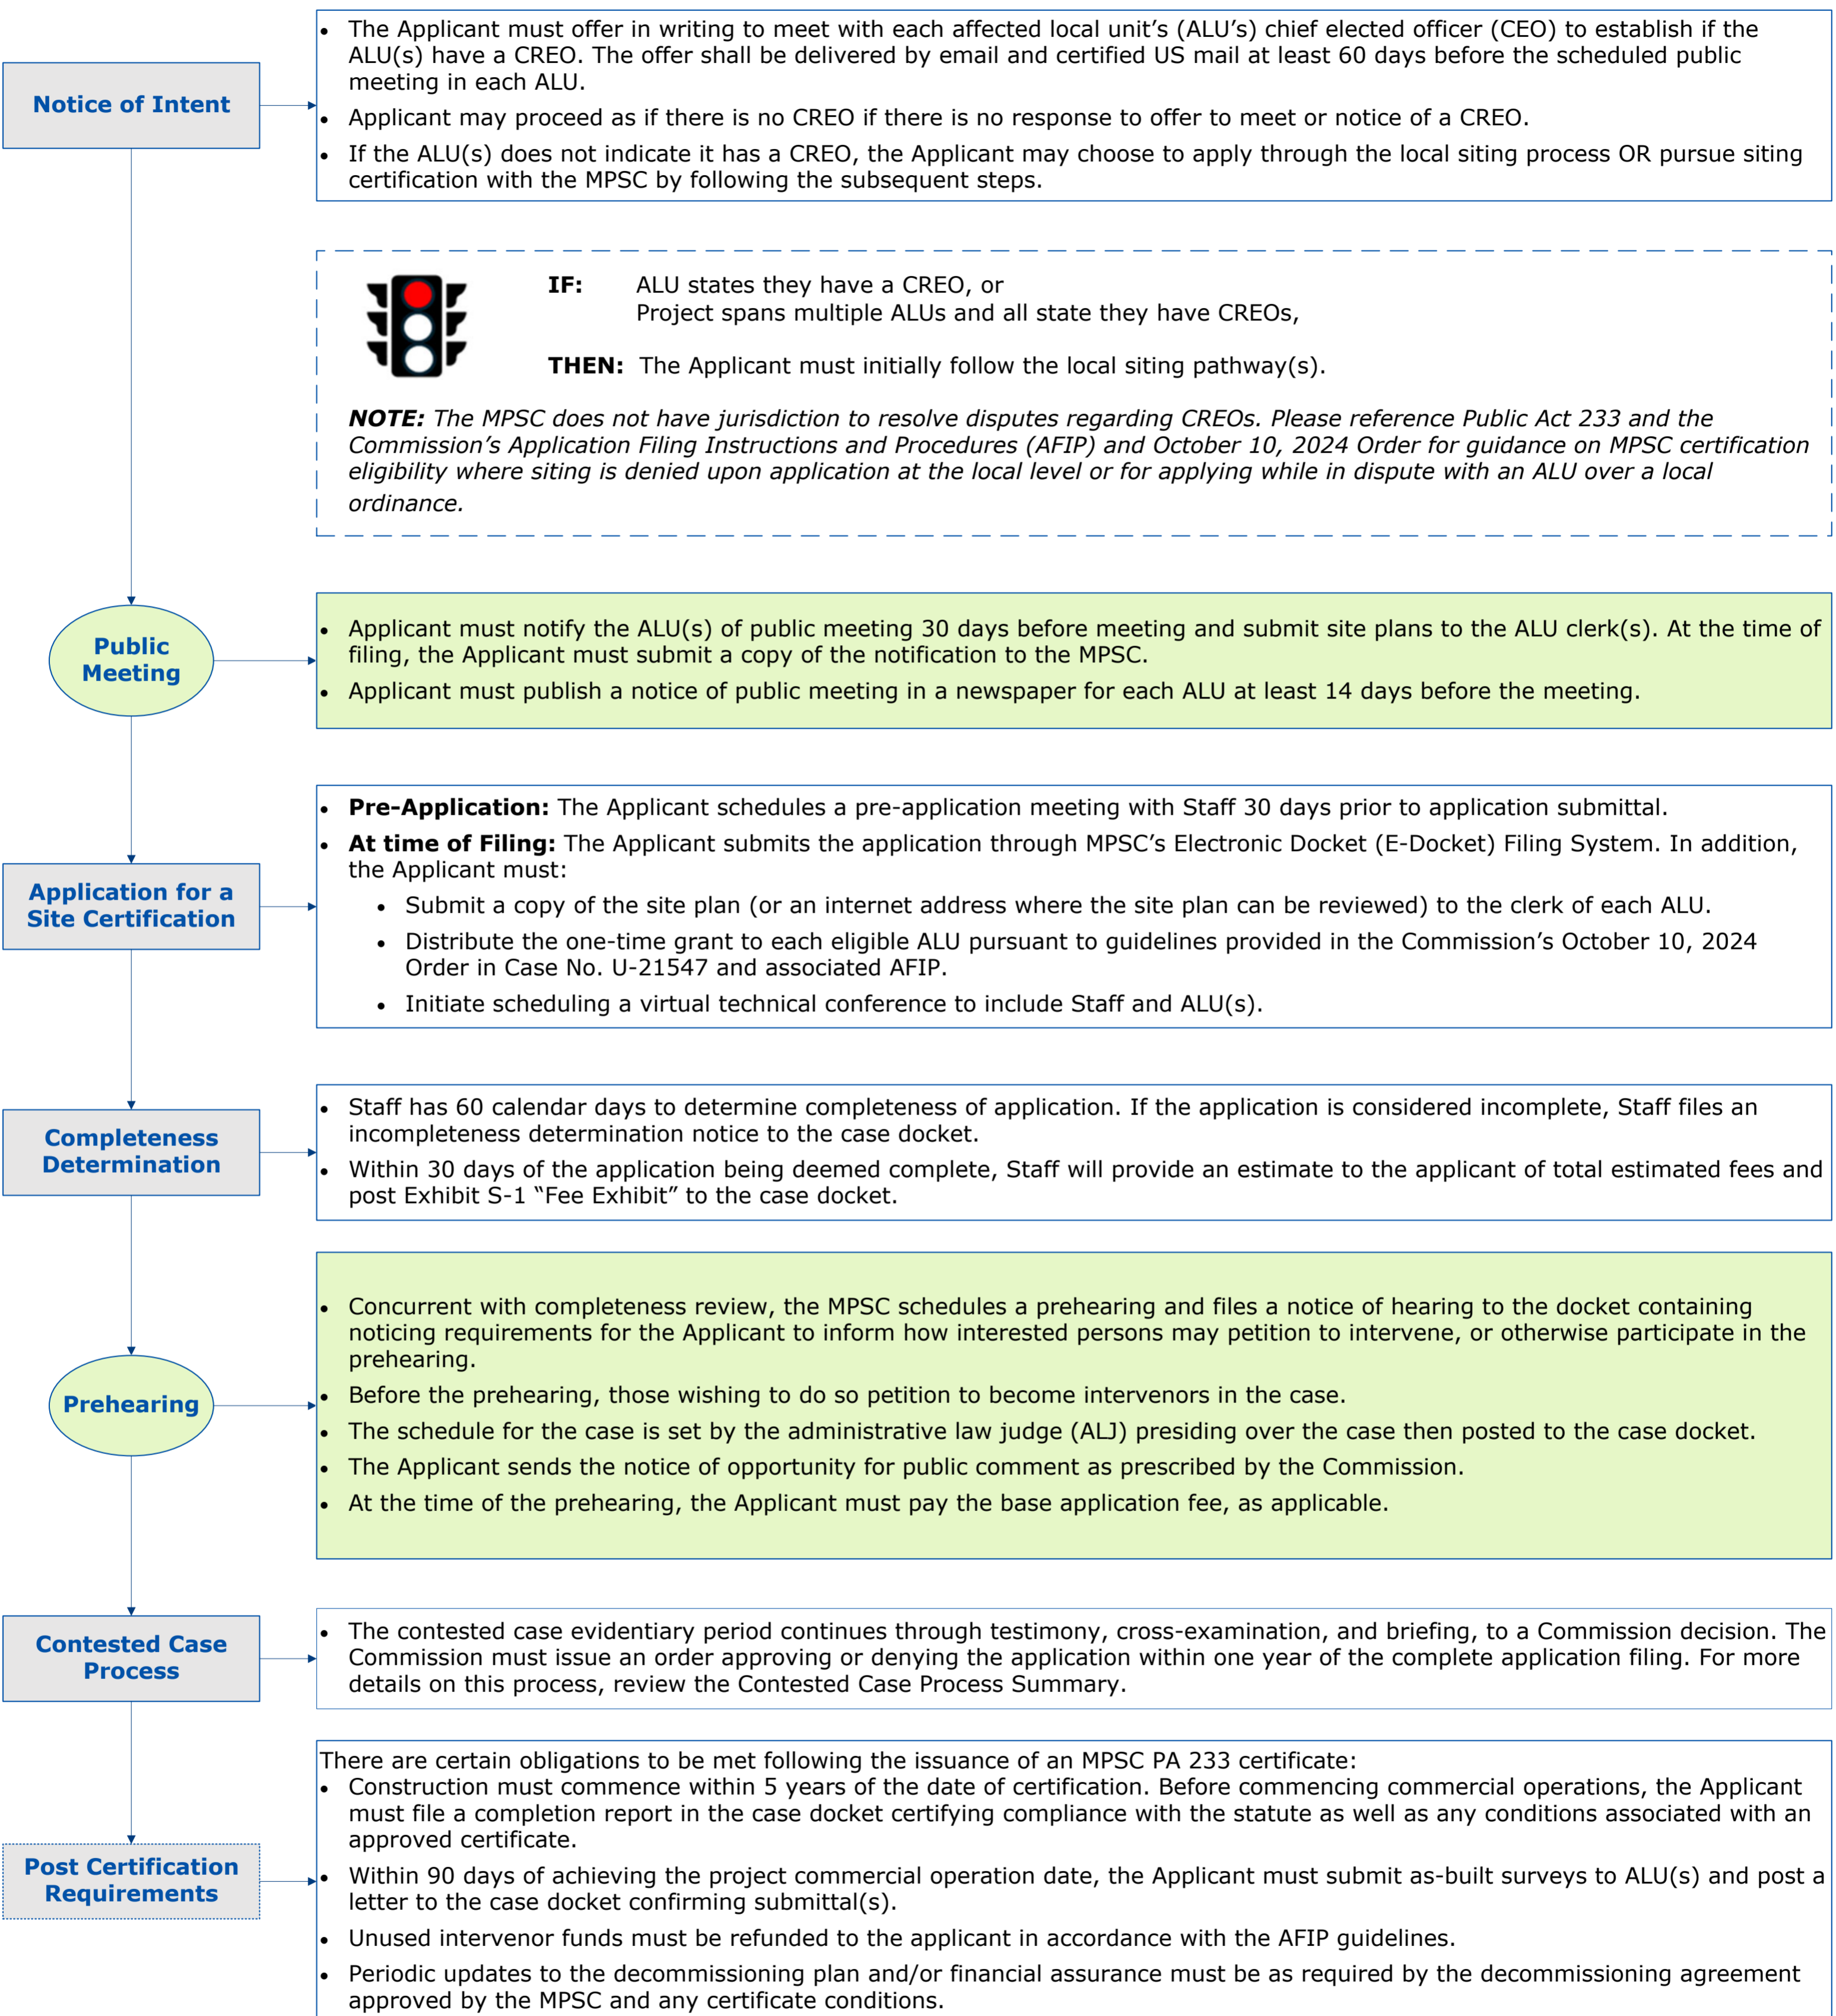 Notice of Intent
• The Applicant must offer in writing to meet with each affected local unit's (ALU's) chief elected officer (CEO) to establish if the
ALU(s) have a CREO. The offer shall be delivered by email and certified US mail at least 60 days before the scheduled public
meeting in each ALU.
• Applicant may proceed as if there is no CREO if there is no response to offer to meet or notice of a CREO.
• If the ALU(s) does not indicate it has a CREO, the Applicant may choose to apply through the local siting process OR pursue siting
certification with the MPSC by following the subsequent steps.
IF: ALU states they have a CREO, or
Project spans multiple ALUs and all state they have CREOs,
THEN: The Applicant must initially follow the local siting pathway(s).
NOTE: The MPSC does not have jurisdiction to resolve disputes regarding CREOs. Please reference Public Act 233 and the
Commission's Application Filing Instructions and Procedures (AFIP) and October 10, 2024 Order for guidance on MPSC certification
eligibility where siting is denied upon application at the local level or for applying while in dispute with an ALU over a local
ordinance.
Public
Meeting
• Applicant must notify the ALU(s) of public meeting 30 days before meeting and submit site plans to the ALU clerk(s). At the time of
filing, the Applicant must submit a copy of the notification to the MPSC.
• Applicant must publish a notice of public meeting in a newspaper for each ALU at least 14 days before the meeting.
Application for a
Site Certification
• Pre-Application: The Applicant schedules a pre-application meeting with Staff 30 days prior to application submittal.
• At time of Filing: The Applicant submits the application through MPSC's Electronic Docket (E-Docket) Filing System. In addition,
the Applicant must:
• Submit a copy of the site plan (or an internet address where the site plan can be reviewed) to the clerk of each ALU.
• Distribute the one-time grant to each eligible ALU pursuant to guidelines provided in the Commission's October 10, 2024
Order in Case No. U-21547 and associated AFIP.
• Initiate scheduling a virtual technical conference to include Staff and ALU(s).
Completeness
Determination
• Staff has 60 calendar days to determine completeness of application. If the application is considered incomplete, Staff files an
incompleteness determination notice to the case docket.
• Within 30 days of the application being deemed complete, Staff will provide an estimate to the applicant of total estimated fees and
post Exhibit S-1 “Fee Exhibit” to the case docket.
Prehearing
• Concurrent with completeness review, the MPSC schedules a prehearing and files a notice of hearing to the docket containing
noticing requirements for the Applicant to inform how interested persons may petition to intervene, or otherwise participate in the
prehearing.
• Before the prehearing, those wishing to do so petition to become intervenors in the case.
• The schedule for the case is set by the administrative law judge (ALJ) presiding over the case then posted to the case docket.
• The Applicant sends the notice of opportunity for public comment as prescribed by the Commission.
• At the time of the prehearing, the Applicant must pay the base application fee, as applicable.
Contested Case
Process
• The contested case evidentiary period continues through testimony, cross-examination, and briefing, to a Commission decision. The
Commission must issue an order approving or denying the application within one year of the complete application filing. For more
details on this process, review the Contested Case Process Summary.
Post Certification
Requirements
There are certain obligations to be met following the issuance of an MPSC PA 233 certificate:
• Construction must commence within 5 years of the date of certification. Before commencing commercial operations, the Applicant
must file a completion report in the case docket certifying compliance with the statute as well as any conditions associated with an
approved certificate.
• Within 90 days of achieving the project commercial operation date, the Applicant must submit as-built surveys to ALU(s) and post a
letter to the case docket confirming submittal(s).
• Unused intervenor funds must be refunded to the applicant in accordance with the AFIP guidelines.
• Periodic updates to the decommissioning plan and/or financial assurance must be as required by the decommissioning agreement
approved by the MPSC and any certificate conditions.